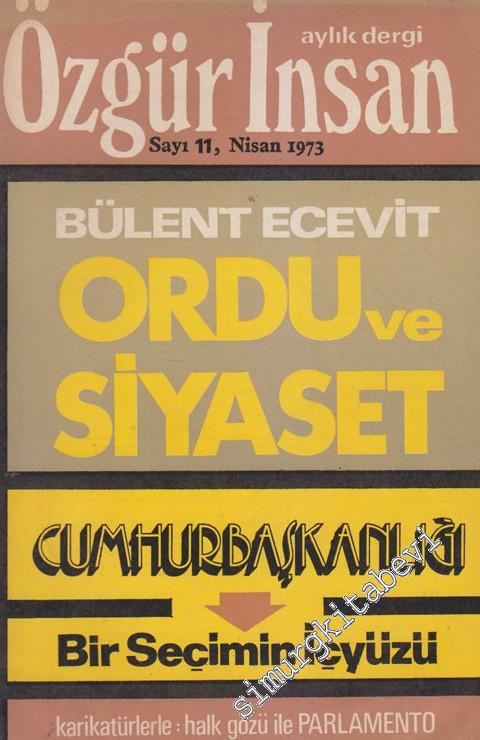 aylık dergi
Özgür İnsan
Sayı 11, Nisan 1973
BÜLENT ECEVİT
ORDU ve
SİYASET
CUMHURBAŞKANLIĞI
Bir Seçimin İçyüzü
karikatürlerle: halk gözü ile PARLAMENTO
simurgkitabevi